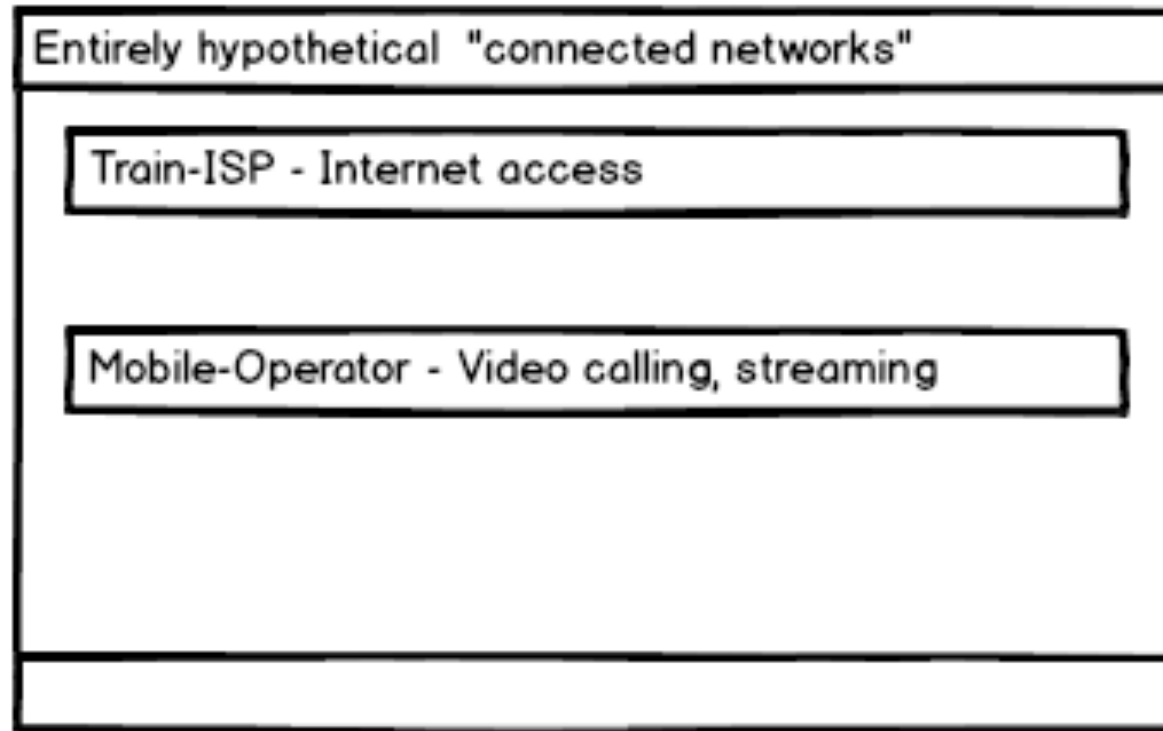 Entirely hypothetical "connected networks"
Train-ISP - Internet access
Mobile-Operator - Video calling, streaming